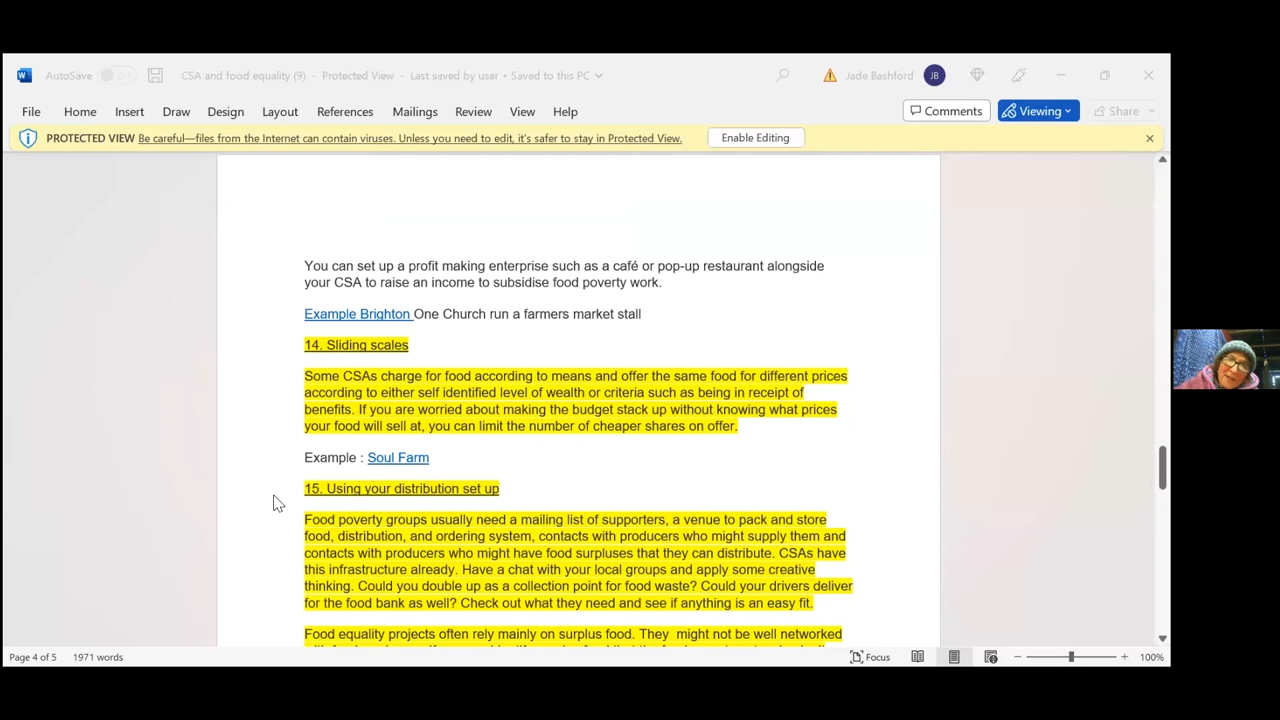 AutoSave Off CSA and food equality (9) - Protected View - Last saved by user • Saved to this PC Jade Bashford JB
File Home Insert Draw Design Layout References Mailings Review View Help Comments Viewing Share
PROTECTED VIEW Be careful—files from the Internet can contain viruses. Unless you need to edit, it's safer to stay in Protected View. Enable Editing
You can set up a profit making enterprise such as a café or pop-up restaurant alongside
your CSA to raise an income to subsidise food poverty work.
Example Brighton One Church run a farmers market stall
14. Sliding scales
Some CSAs charge for food according to means and offer the same food for different prices
according to either self identified level of wealth or criteria such as being in receipt of
benefits. If you are worried about making the budget stack up without knowing what prices
your food will sell at, you can limit the number of cheaper shares on offer.
Example : Soul Farm
15. Using your distribution set up
Food poverty groups usually need a mailing list of supporters, a venue to pack and store
food, distribution, and ordering system, contacts with producers who might supply them and
contacts with producers who might have food surpluses that they can distribute. CSAs have
this infrastructure already. Have a chat with your local groups and apply some creative
thinking. Could you double up as a collection point for food waste? Could your drivers deliver
for the food bank as well? Check out what they need and see if anything is an easy fit.
Food equality projects often rely mainly on surplus food. They might not be well networked
Page 4 of 5 1971 words Focus 100%